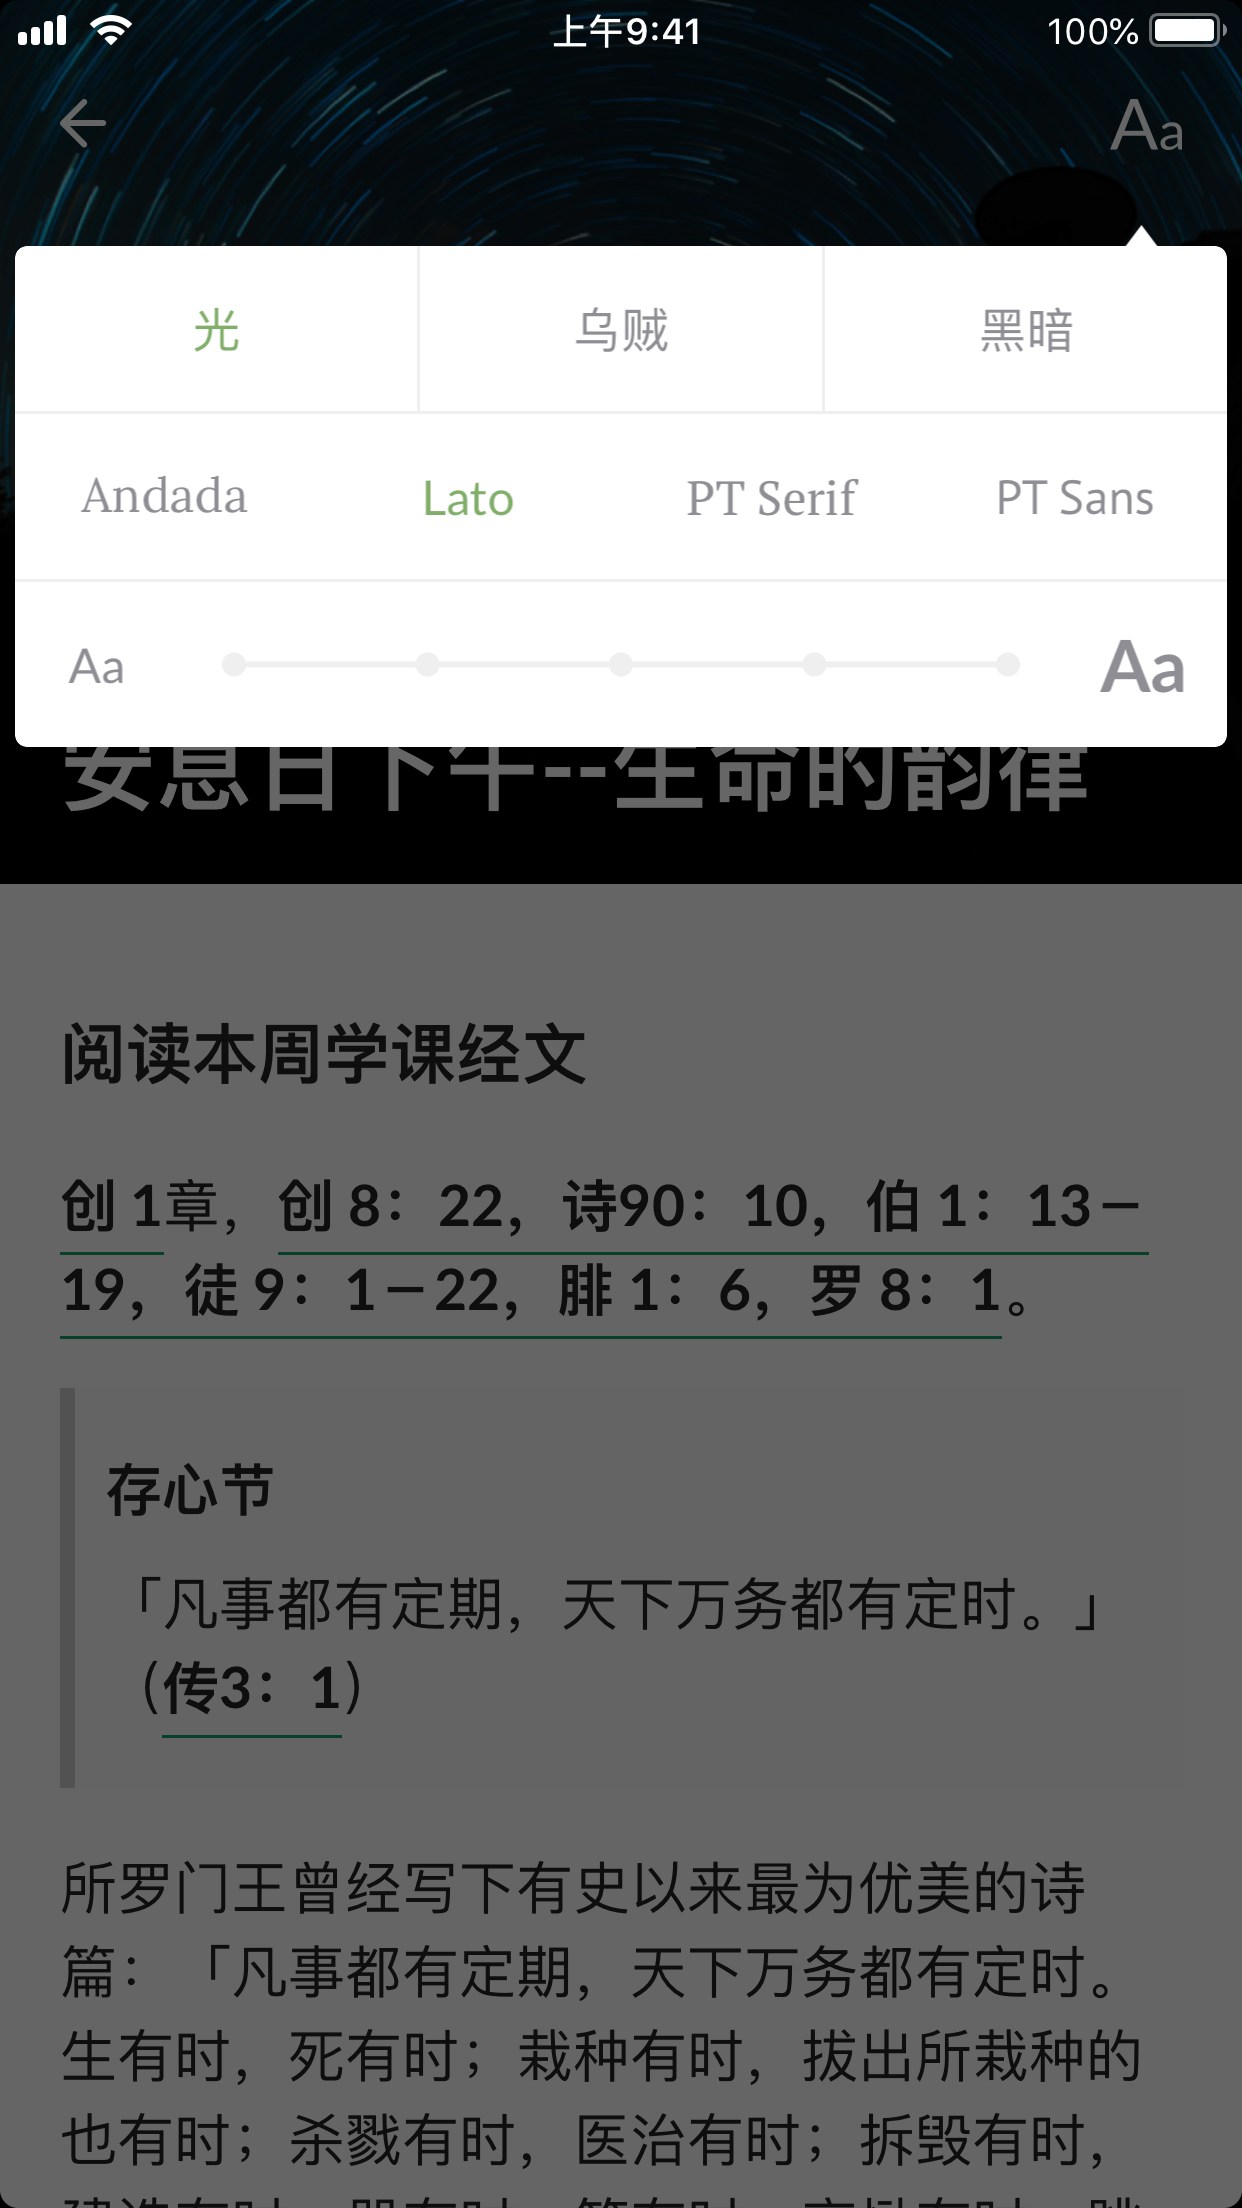 上午9:41
100%
Aa
光
乌贼
黑暗
Andada
Lato
PT Serif
PT Sans
Aa
Aa
安息日下午--生命的韵律
阅读本周学课经文
创 1章，创 8：22，诗90：10，伯 1：13－
19，徒 9：1－22，腓 1：6，罗 8：1。
存心节
「凡事都有定期，天下万务都有定时。」
（传3：1）
所罗门王曾经写下有史以来最为优美的诗
篇：「凡事都有定期，天下万务都有定时。
生有时，死有时；栽种有时，拔出所栽种的
也有时；杀戮有时，医治有时；拆毁有时，